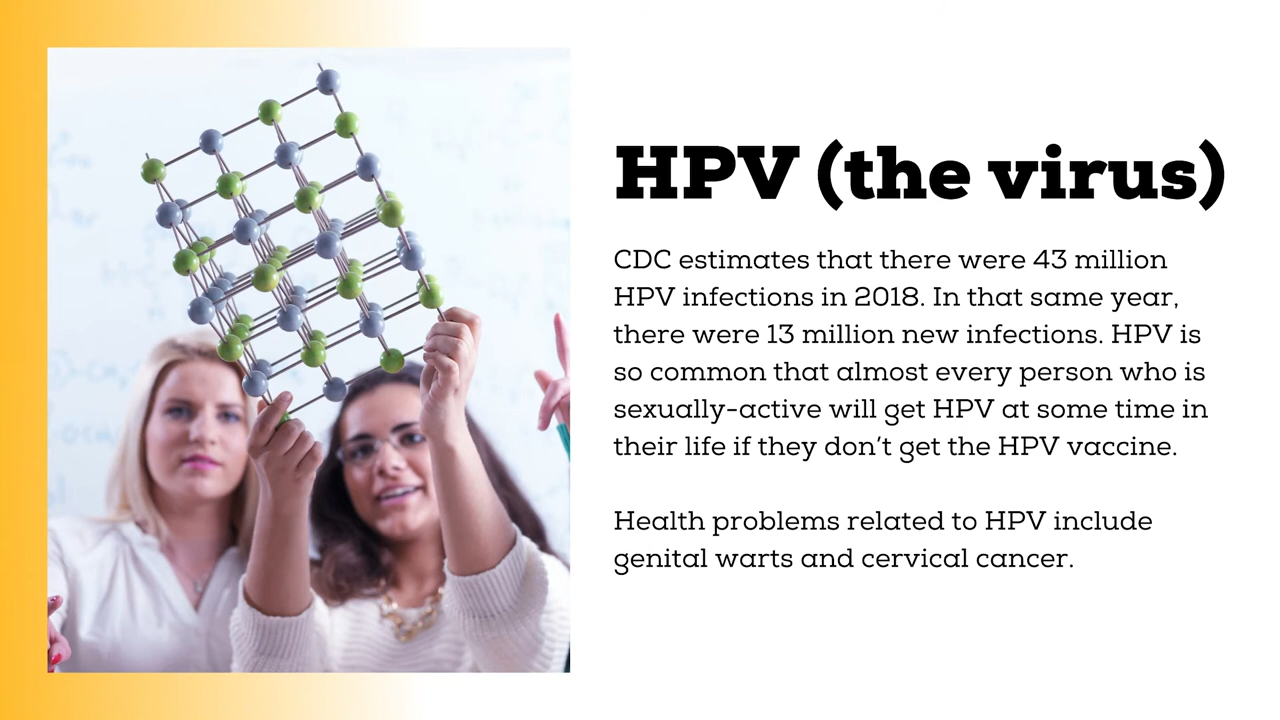 HPV (the virus)
CDC estimates that there were 43 million
HPV infections in 2018. In that same year,
there were 13 million new infections. HPV is
so common that almost every person who is
sexually-active will get HPV at some time in
their life if they don't get the HPV vaccine.
Health problems related to HPV include
genital warts and cervical cancer.